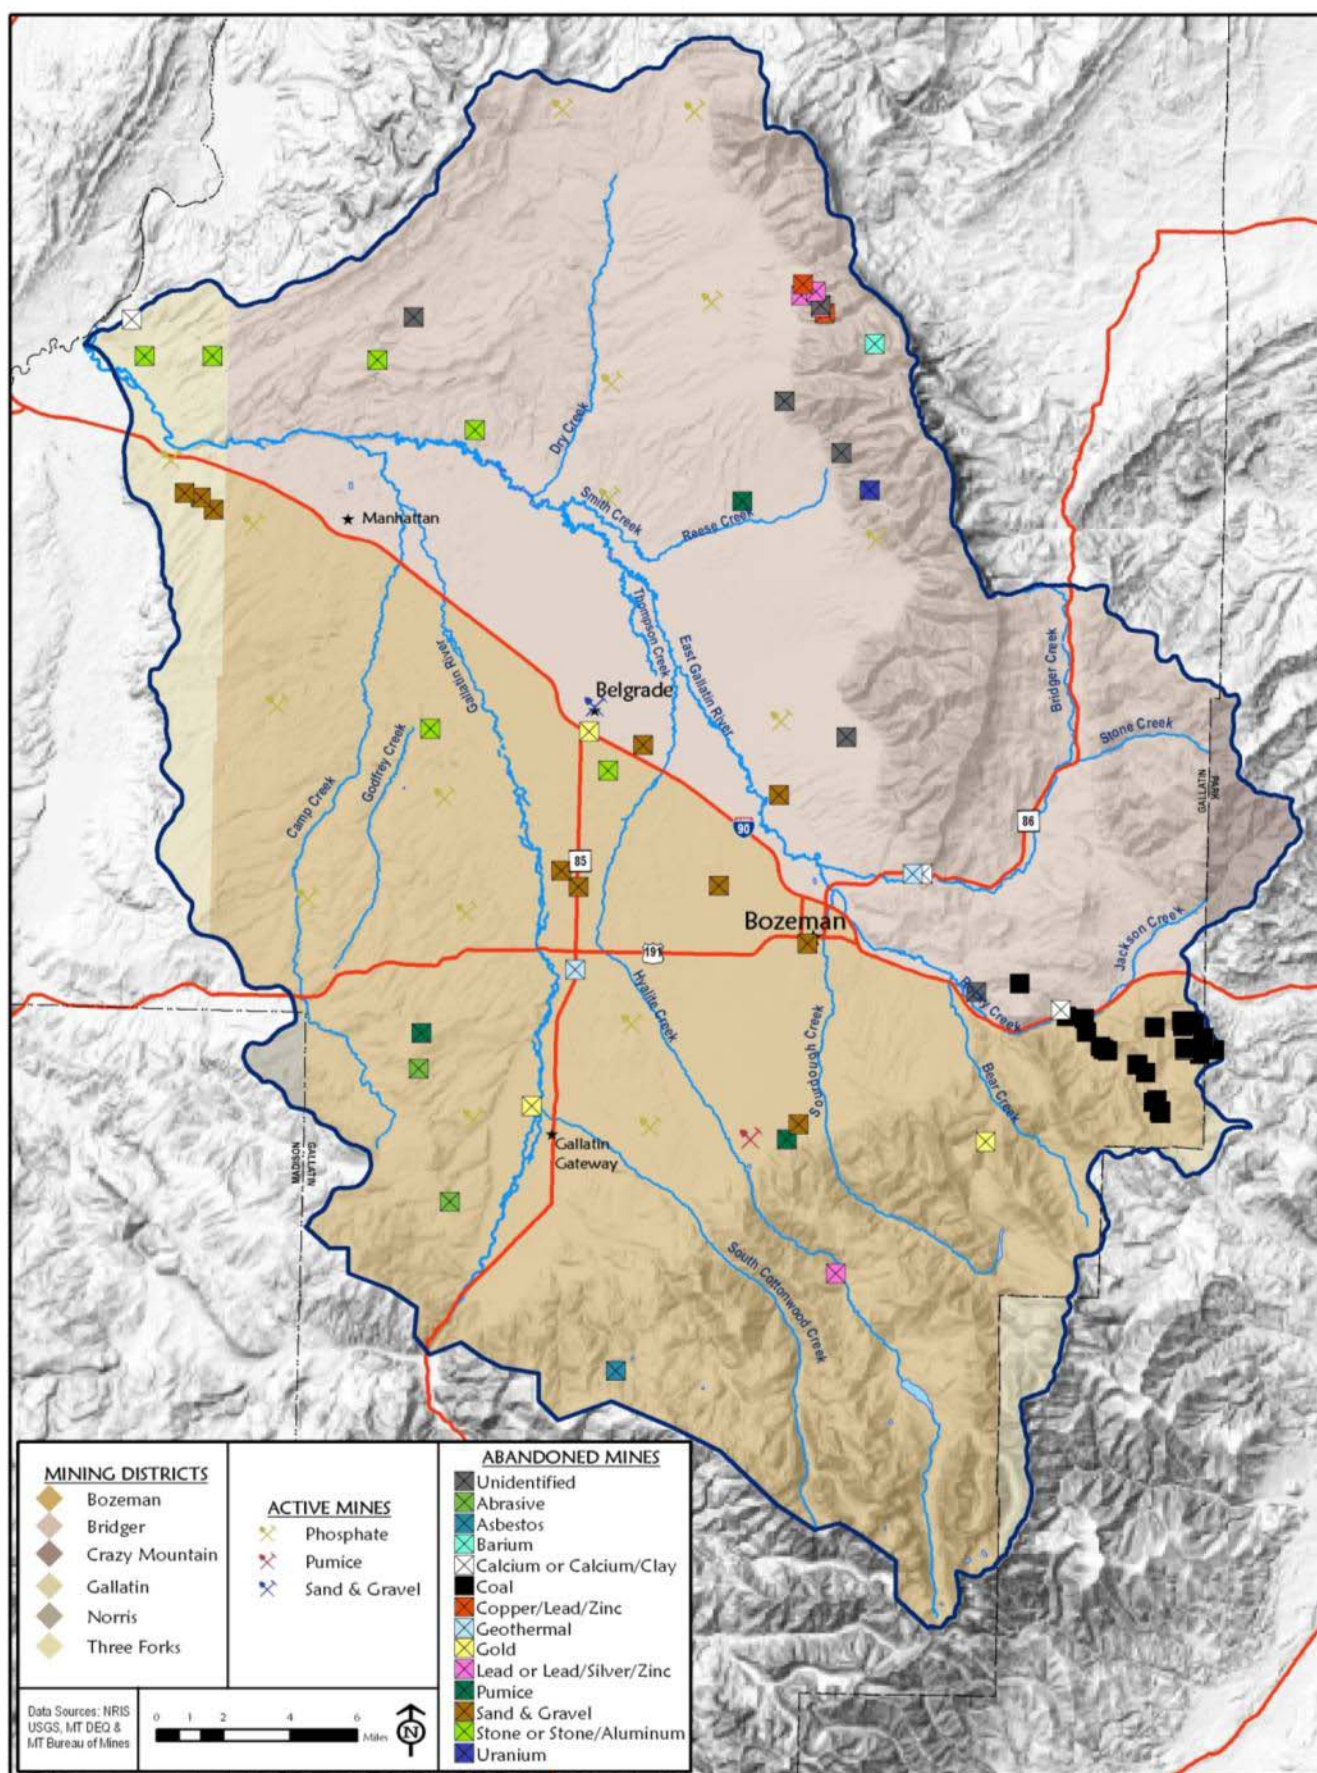 Dry Creek
Smith Creek
Reese Creek
Manhattan
Thompson Creek
East Gallatin River
Gallatin River
Belgrade
Bridger Creek
Stone Creek
GALLATIN
PARK
Camp Creek
Godfrey Creek
90
86
85
Bozeman
191
Jackson Creek
Hyalite Creek
Rocky Creek
Sourdough Creek
Bear Creek
MADISON
GALLATIN
Gallatin
Gateway
South Cottonwood Creek
MINING DISTRICTS
Bozeman
Bridger
Crazy Mountain
Gallatin
Norris
Three Forks
ACTIVE MINES
Phosphate
Pumice
Sand & Gravel
ABANDONED MINES
Unidentified
Abrasive
Asbestos
Barium
Calcium or Calcium/Clay
Coal
Copper/Lead/Zinc
Geothermal
Gold
Lead or Lead/Silver/Zinc
Pumice
Sand & Gravel
Stone or Stone/Aluminum
Uranium
Data Sources: NRIS
USGS, MT DEQ &
MT Bureau of Mines
0 1 2 4 6
Miles
N